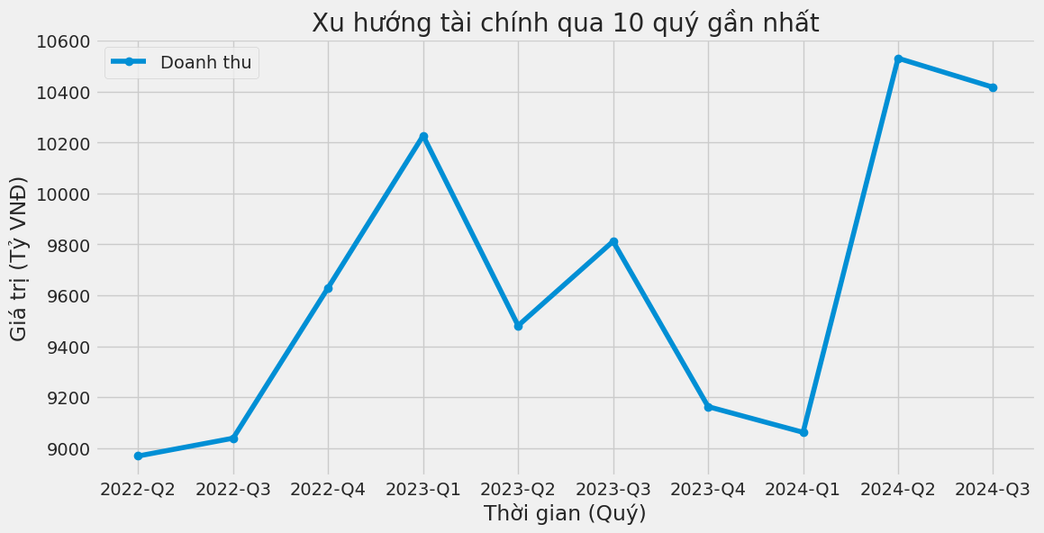 Xu hướng tài chính qua 10 quý gần nhất
Doanh thu
Giá trị (Tỷ VNĐ)
10600
10400
10200
10000
9800
9600
9400
9200
9000
2022-Q2 2022-Q3 2022-Q4 2023-Q1 2023-Q2 2023-Q3 2023-Q4 2024-Q1 2024-Q2 2024-Q3
Thời gian (Quý)